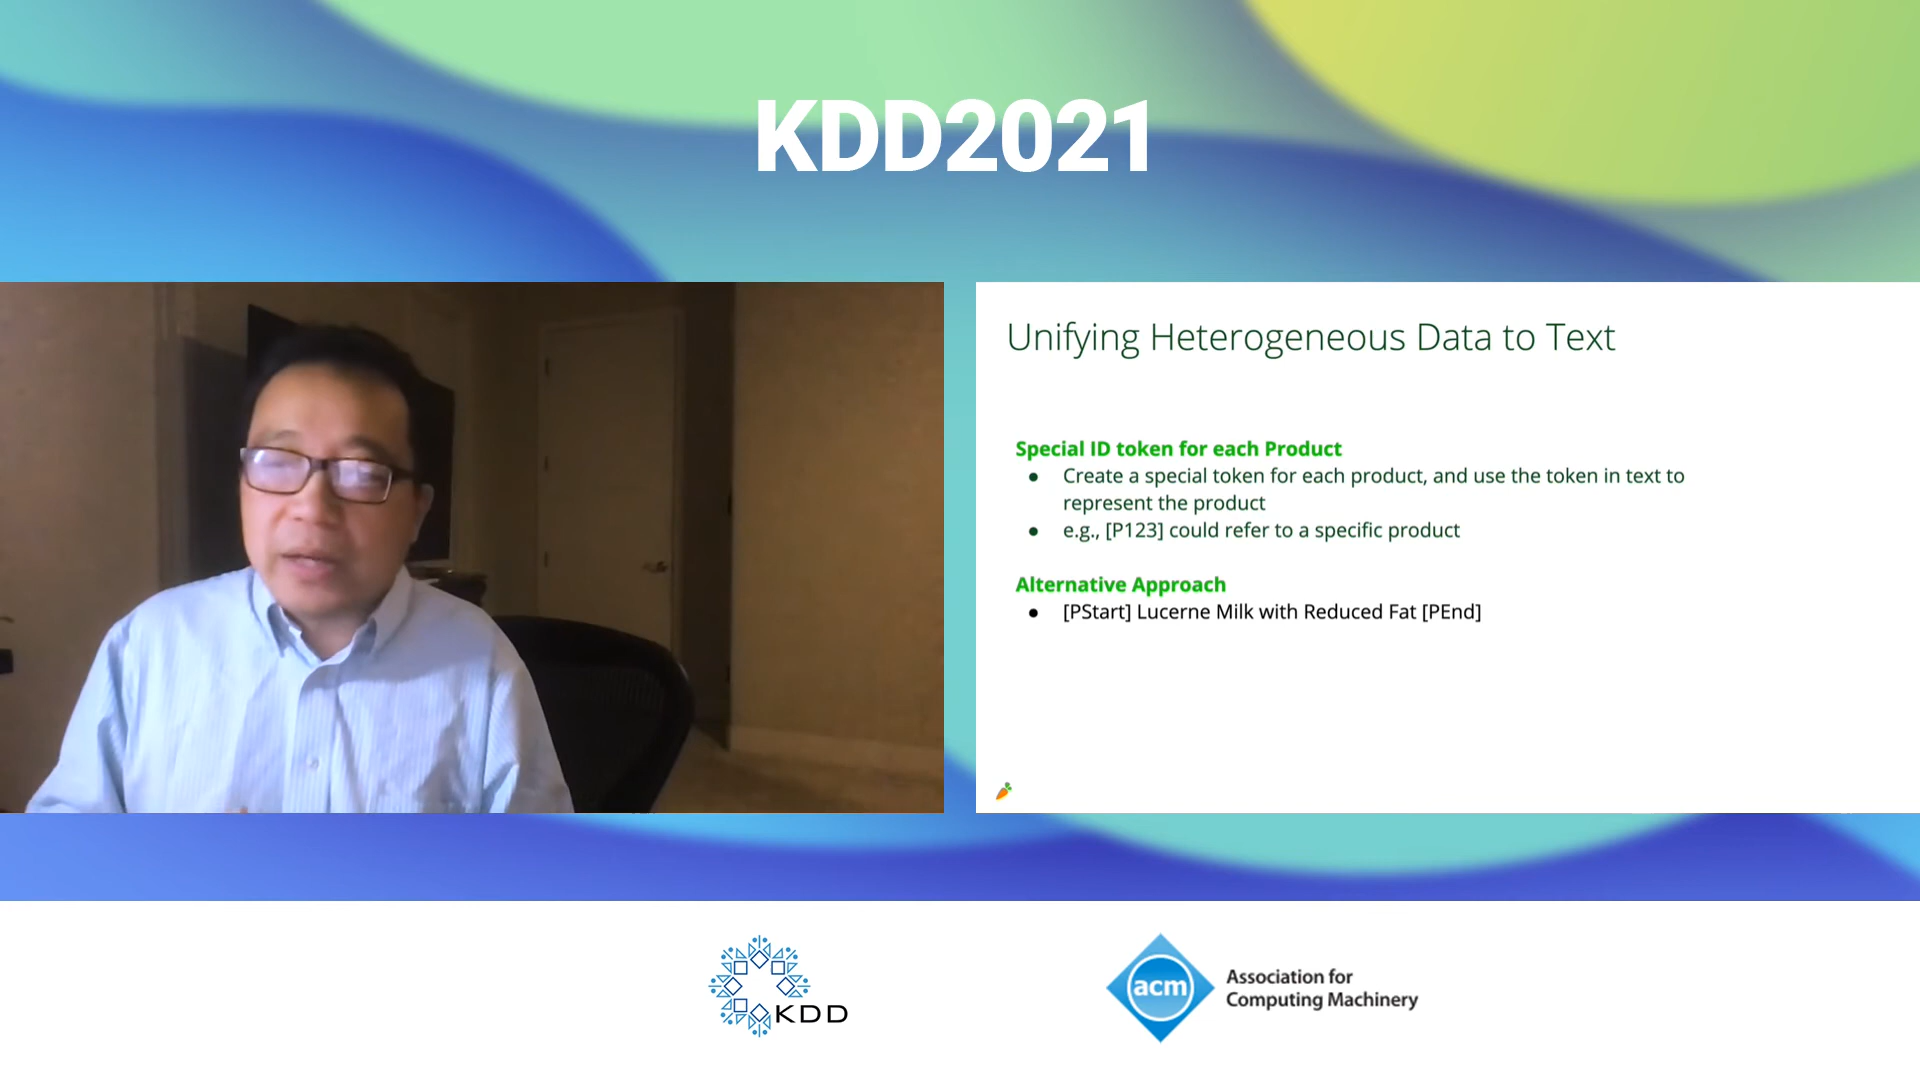 KDD2021
Unifying Heterogeneous Data to Text
Special ID token for each Product
● Create a special token for each product, and use the token in text to
represent the product
● e.g., [P123] could refer to a specific product
Alternative Approach
● [PStart] Lucerne Milk with Reduced Fat [PEnd]
KDD
acm
Association for
Computing Machinery